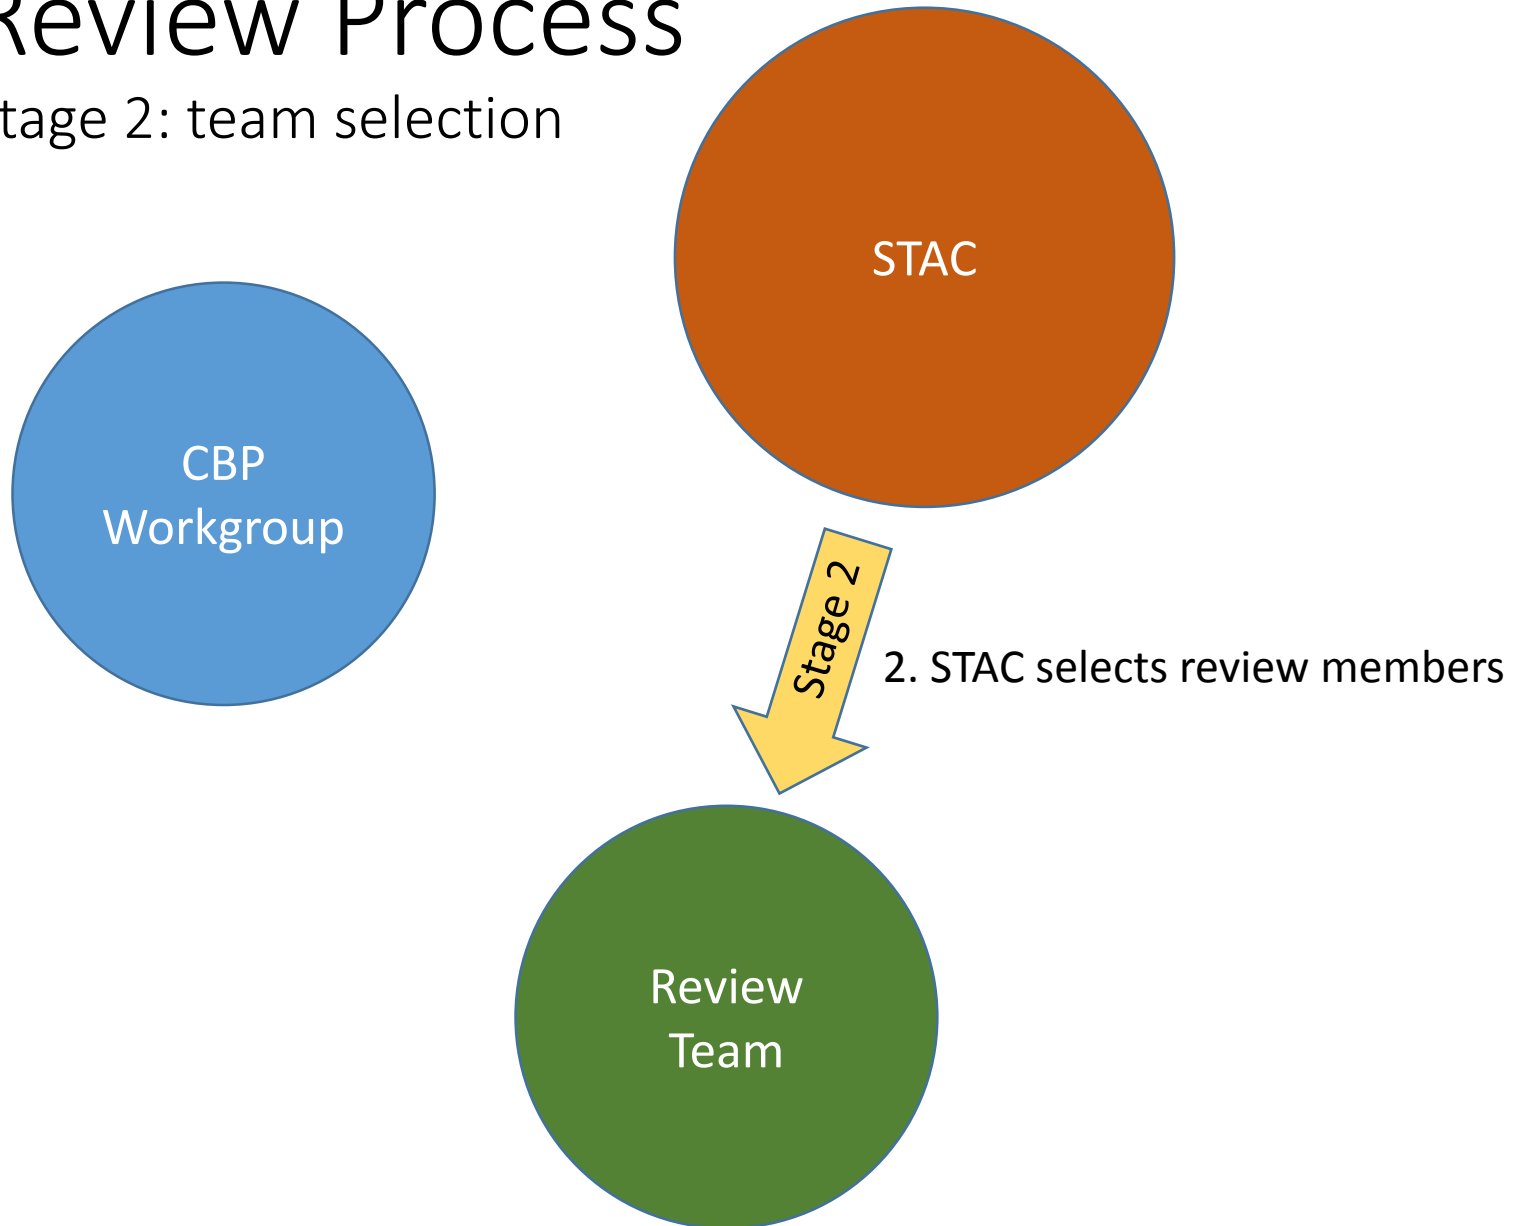 Review Process
tage 2: team selection
STAC
CBP
Workgroup
Stage 2
2. STAC selects review members
Review
Team